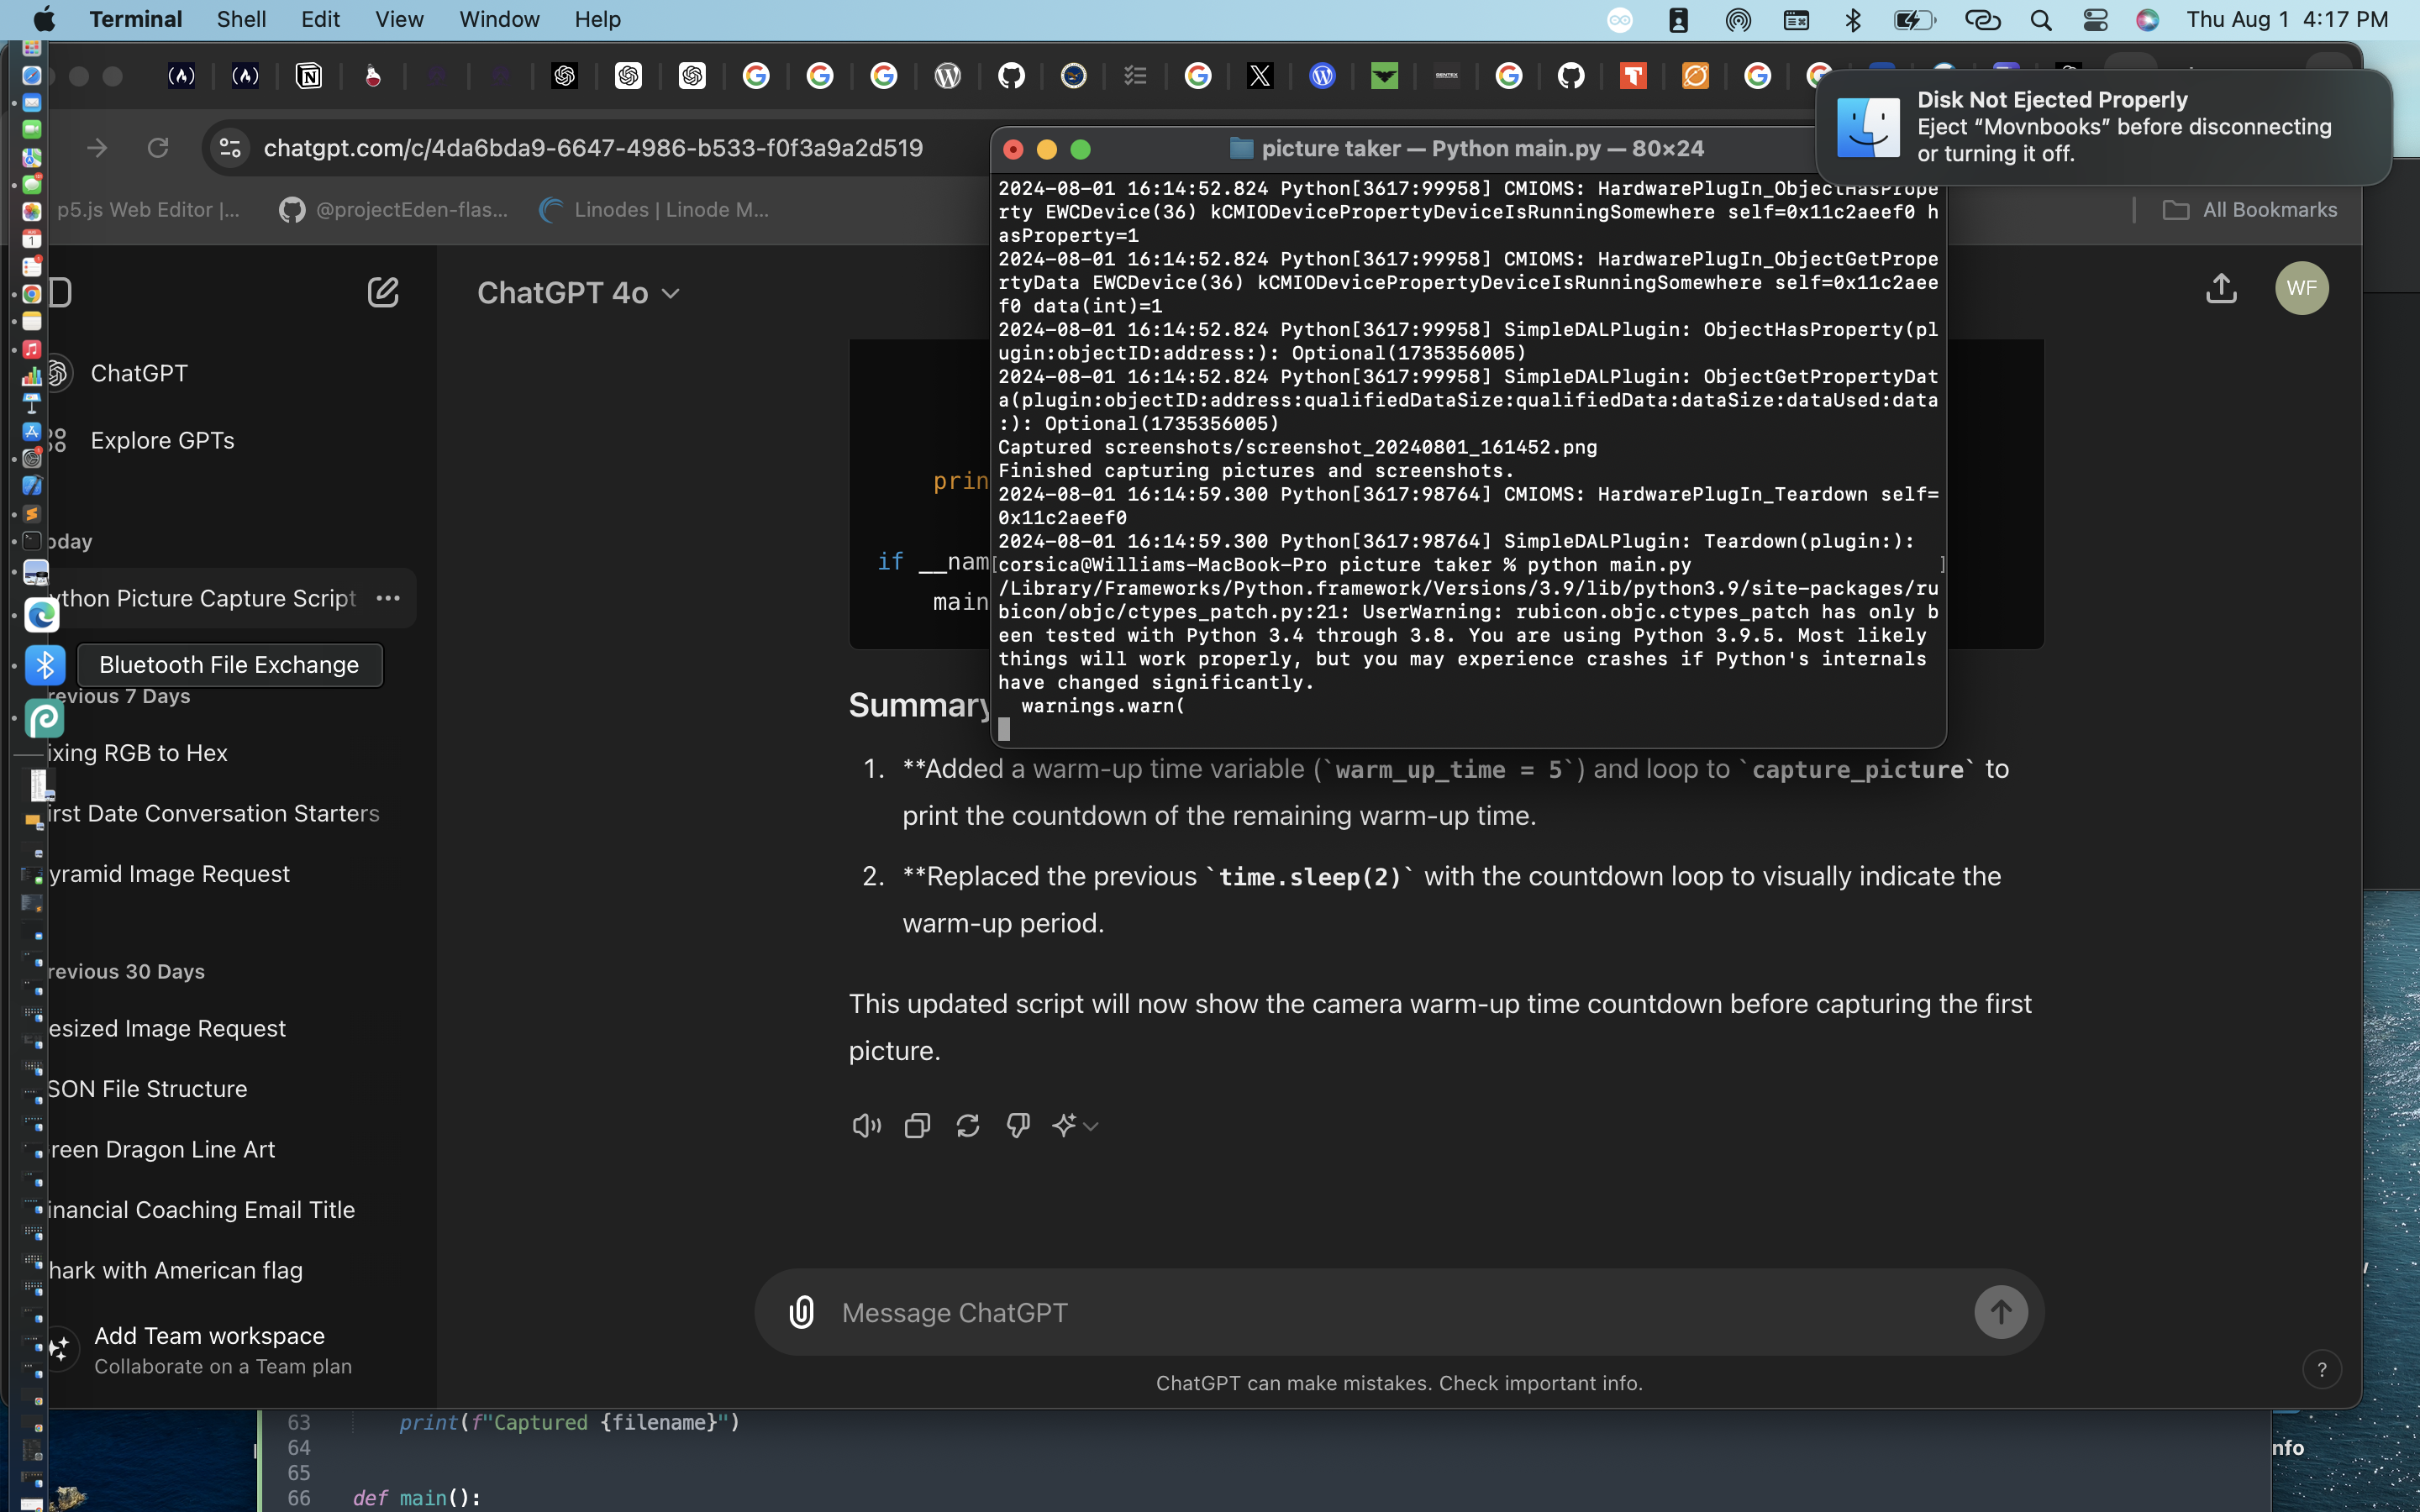 Terminal Shell Edit View Window Help Thu Aug 1 4:17 PM
Disk Not Ejected Properly
Eject “Movnbooks” before disconnecting
or turning it off.
chatgpt.com/c/4da6bda9-6647-4986-b533-f0f3a9a2d519
p5.js Web Editor |... @projectEden-flas... Linodes | Linode M... All Bookmarks
picture taker — Python main.py — 80×24
2024-08-01 16:14:52.824 Python[3617:99958] CMIOMS: HardwarePlugIn_ObjectHasPrope
rty EWCDevice(36) kCMIODevicePropertyDeviceIsRunningSomewhere self=0x11c2aeef0 h
asProperty=1
2024-08-01 16:14:52.824 Python[3617:99958] CMIOMS: HardwarePlugIn_ObjectGetPrope
rtyData EWCDevice(36) kCMIODevicePropertyDeviceIsRunningSomewhere self=0x11c2aee
f0 data(int)=1
2024-08-01 16:14:52.824 Python[3617:99958] SimpleDALPlugin: ObjectHasProperty(pl
ugin:objectID:address:): Optional(1735356005)
2024-08-01 16:14:52.824 Python[3617:99958] SimpleDALPlugin: ObjectGetPropertyDat
a(plugin:objectID:address:qualifiedDataSize:qualifiedData:dataSize:dataUsed:data
:): Optional(1735356005)
Captured screenshots/screenshot_20240801_161452.png
Finished capturing pictures and screenshots.
2024-08-01 16:14:59.300 Python[3617:98764] CMIOMS: HardwarePlugIn_Teardown self=
0x11c2aeef0
2024-08-01 16:14:59.300 Python[3617:98764] SimpleDALPlugin: Teardown(plugin:):
[corsica@Williams-MacBook-Pro picture taker % python main.py ]
/Library/Frameworks/Python.framework/Versions/3.9/lib/python3.9/site-packages/ru
bicon/objc/ctypes_patch.py:21: UserWarning: rubicon.objc.ctypes_patch has only b
een tested with Python 3.4 through 3.8. You are using Python 3.9.5. Most likely
things will work properly, but you may experience crashes if Python's internals
have changed significantly.
warnings.warn(
ChatGPT 4o
WF
ChatGPT
Explore GPTs
oday
ython Picture Capture Script
Bluetooth File Exchange
revious 7 Days
ixing RGB to Hex
irst Date Conversation Starters
yramid Image Request
revious 30 Days
esized Image Request
SON File Structure
reen Dragon Line Art
inancial Coaching Email Title
hark with American flag
Add Team workspace
Collaborate on a Team plan
prin
if __nam
main
Summary
1. **Added a warm-up time variable (`warm_up_time = 5`) and loop to `capture_picture` to
print the countdown of the remaining warm-up time.
2. **Replaced the previous `time.sleep(2)` with the countdown loop to visually indicate the
warm-up period.
This updated script will now show the camera warm-up time countdown before capturing the first
picture.
Message ChatGPT
ChatGPT can make mistakes. Check important info.
?
63 print(f"Captured {filename}")
64
65
66 def main():
nfo